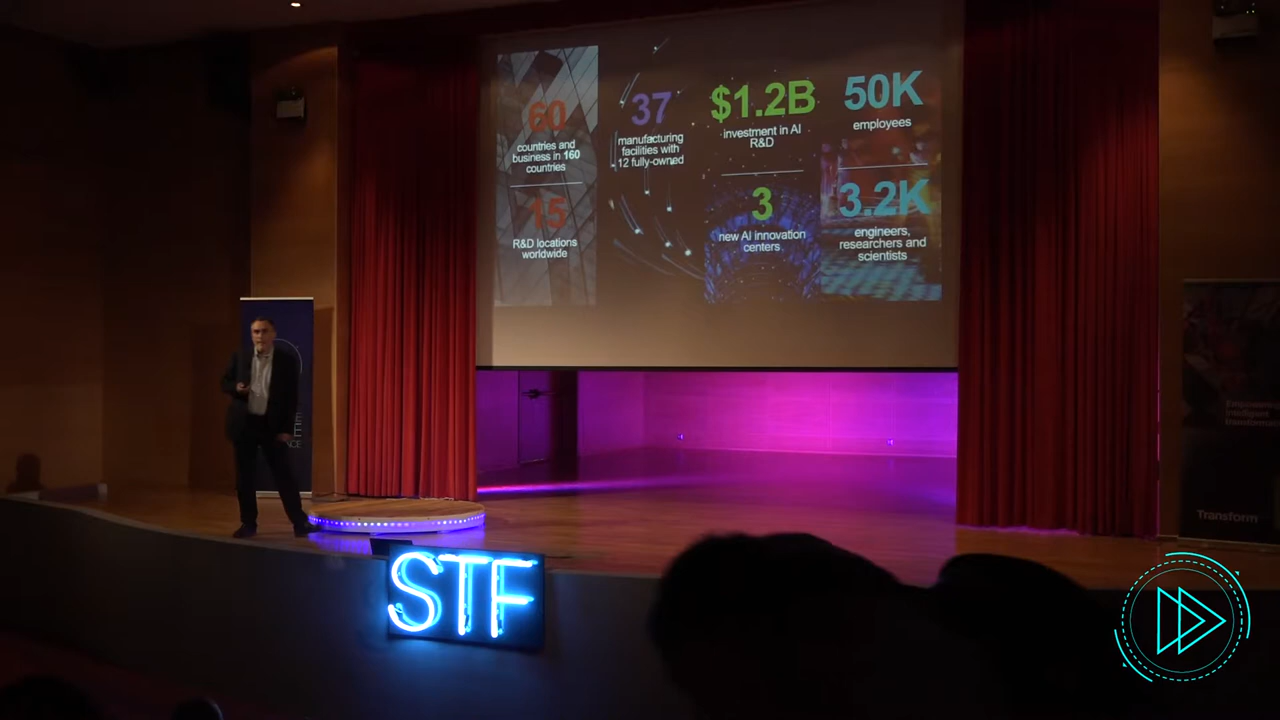 60
countries and
business in 160
countries
15
R&D locations
worldwide
37
manufacturing
facilities with
12 fully-owned
$1.2B
investment in AI
R&D
3
new AI innovation
centers
50K
employees
3.2K
engineers,
researchers and
scientists
STF
Transform